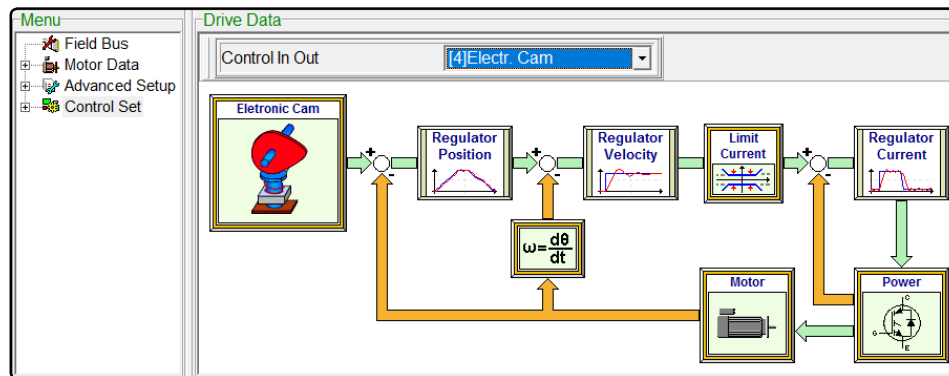 Menu
Field Bus
Motor Data
Advanced Setup
Control Set
Drive Data
Control In Out
[4]Electr. Cam
Eletronic Cam
+
-
Regulator
Position
+
-
Regulator
Velocity
Limit
Current
+
-
Regulator
Current
ω=dθ
dt
Motor
Power
C
G
E